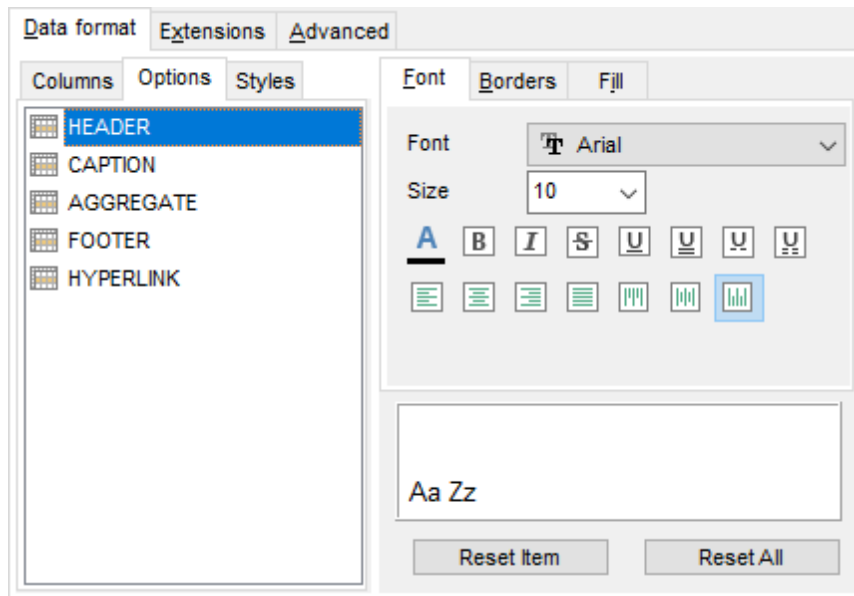 Data format Extensions Advanced
Columns Options Styles
HEADER
CAPTION
AGGREGATE
FOOTER
HYPERLINK
Font Borders Fill
Font Arial
Size 10
A B I S U U U U
Aa Zz
Reset Item Reset All